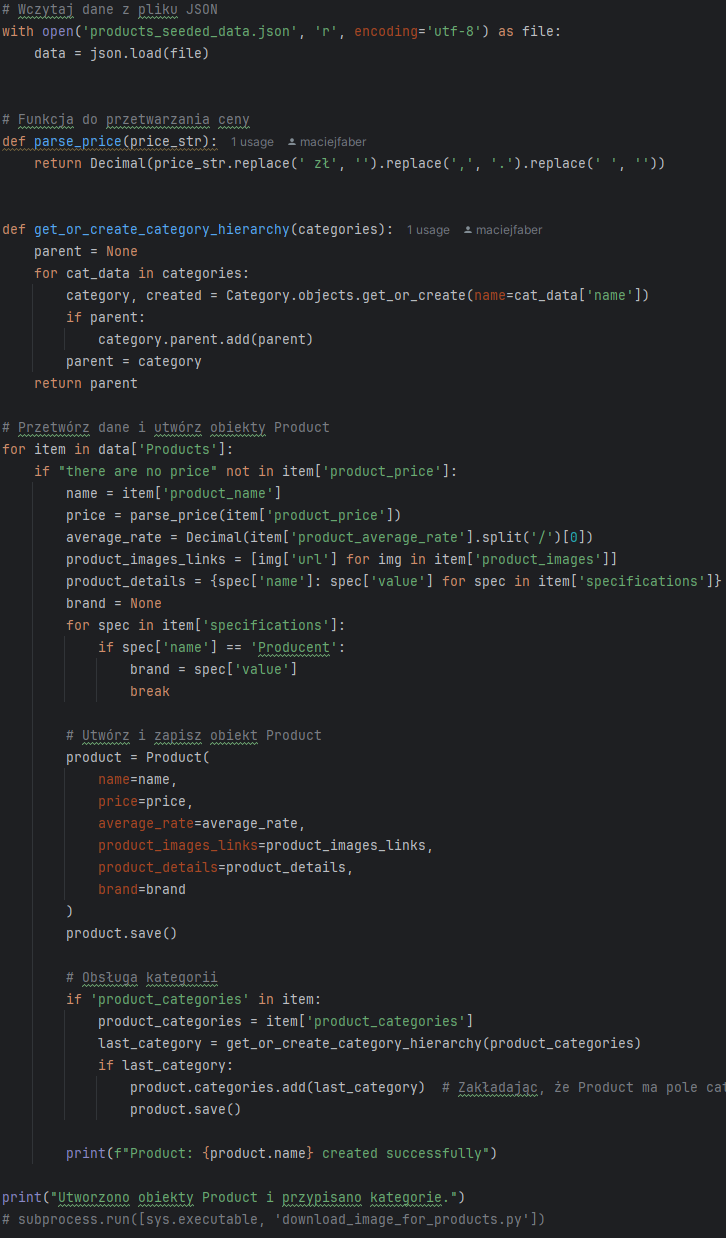 # Wczytaj dane z pliku JSON
with open('products_seeded_data.json', 'r', encoding='utf-8') as file:
    data = json.load(file)
# Funkcja do przetwarzania ceny
def parse_price(price_str):  1 usage  maciejfaber
    return Decimal(price_str.replace(' zł', '').replace(',', '.').replace(' ', ''))
def get_or_create_category_hierarchy(categories):  1 usage  maciejfaber
    parent = None
    for cat_data in categories:
        category, created = Category.objects.get_or_create(name=cat_data['name'])
        if parent:
            category.parent.add(parent)
        parent = category
    return parent
# Przetwórz dane i utwórz obiekty Product
for item in data['Products']:
    if "there are no price" not in item['product_price']:
        name = item['product_name']
        price = parse_price(item['product_price'])
        average_rate = Decimal(item['product_average_rate'].split('/')[0])
        product_images_links = [img['url'] for img in item['product_images']]
        product_details = {spec['name']: spec['value'] for spec in item['specifications']}
        brand = None
        for spec in item['specifications']:
            if spec['name'] == 'Producent':
                brand = spec['value']
                break
        # Utwórz i zapisz obiekt Product
        product = Product(
            name=name,
            price=price,
            average_rate=average_rate,
            product_images_links=product_images_links,
            product_details=product_details,
            brand=brand
        )
        product.save()
        # Obsługa kategorii
        if 'product_categories' in item:
            product_categories = item['product_categories']
            last_category = get_or_create_category_hierarchy(product_categories)
            if last_category:
                product.categories.add(last_category)  # Zakładając, że Product ma pole cat
                product.save()
        print(f"Product: {product.name} created successfully")
print("Utworzono obiekty Product i przypisano kategorie.")
# subprocess.run([sys.executable, 'download_image_for_products.py'])